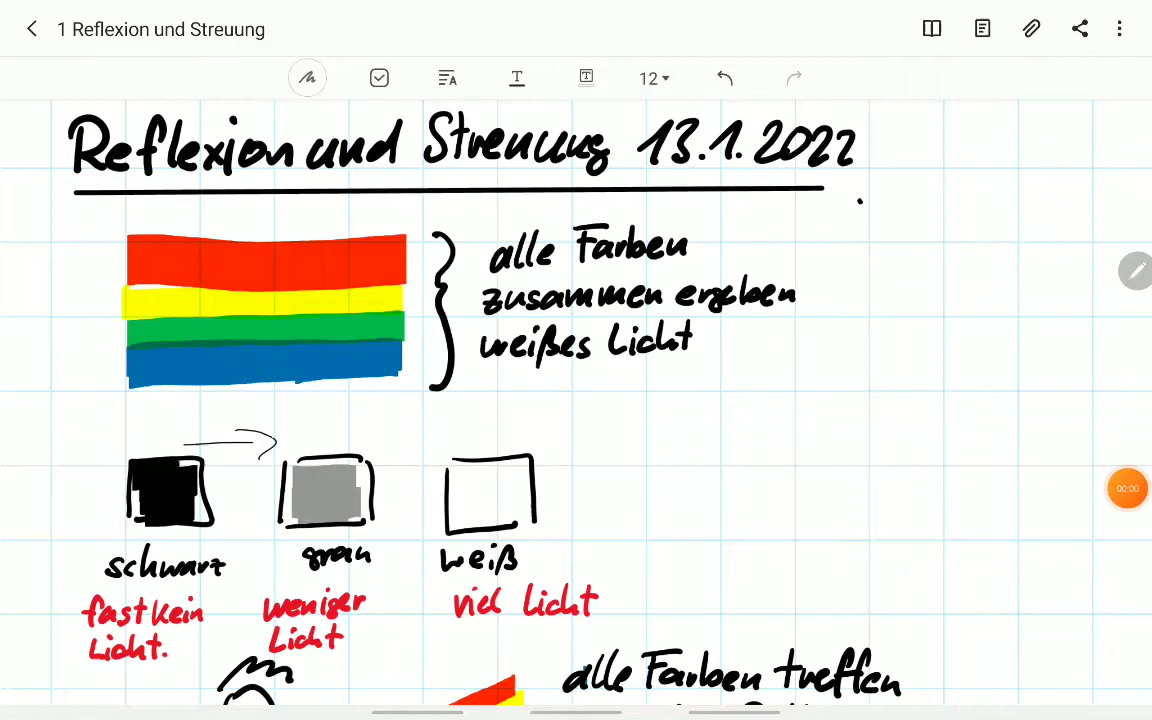 1 Reflexion und Streuung
12
Reflexion und Streuung 13.1.2022
alle Farben
zusammen ergeben
weißes Licht
schwarz grau weiß
fast kein weniger viel Licht
Licht. Licht
alle Farben treffen
00:00